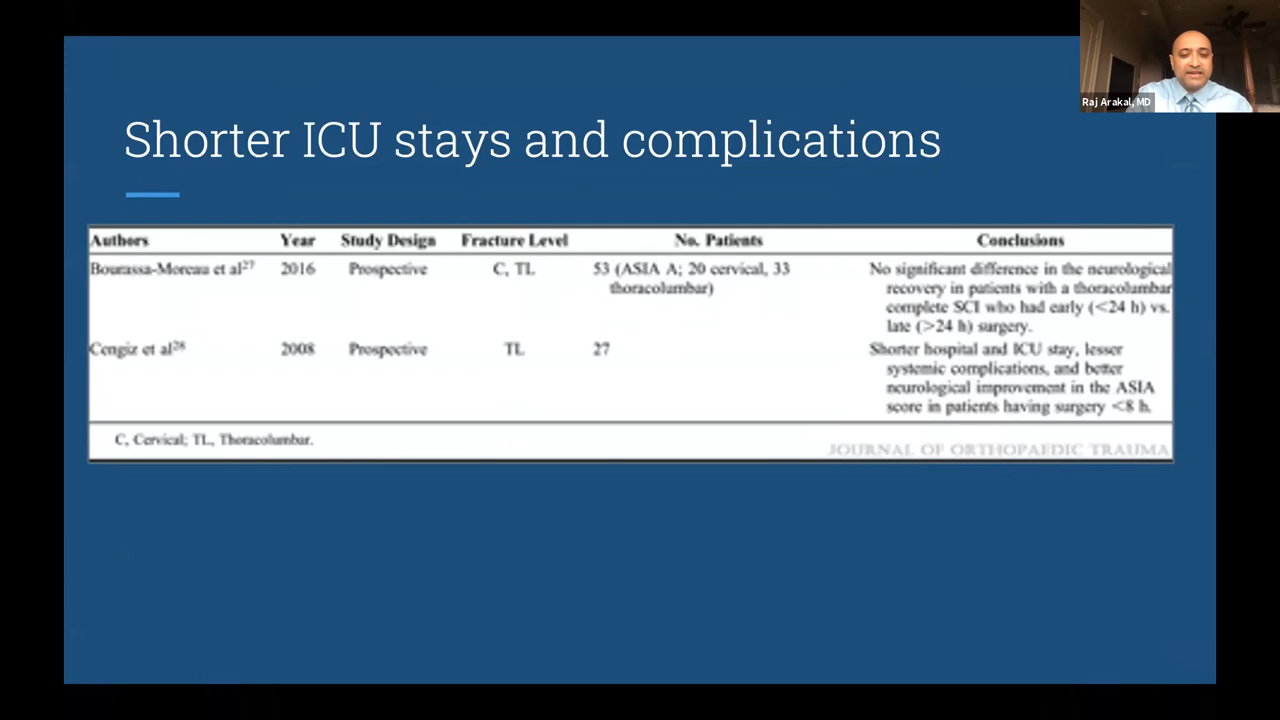 Raj Arakal, MD
Shorter ICU stays and complications
Authors Year Study Design Fracture Level No. Patients Conclusions
Bourassa-Moreau et al27 2016 Prospective C, TL 53 (ASIA A; 20 cervical, 33 No significant difference in the neurological
thoracolumbar) recovery in patients with a thoracolumbar
complete SCI who had early (<24 h) vs.
late (>24 h) surgery.
Cengiz et al28 2008 Prospective TL 27 Shorter hospital and ICU stay, lesser
systemic complications, and better
neurological improvement in the ASIA
score in patients having surgery <8 h.
C, Cervical; TL, Thoracolumbar.
JOURNAL OF ORTHOPAEDIC TRAUMA